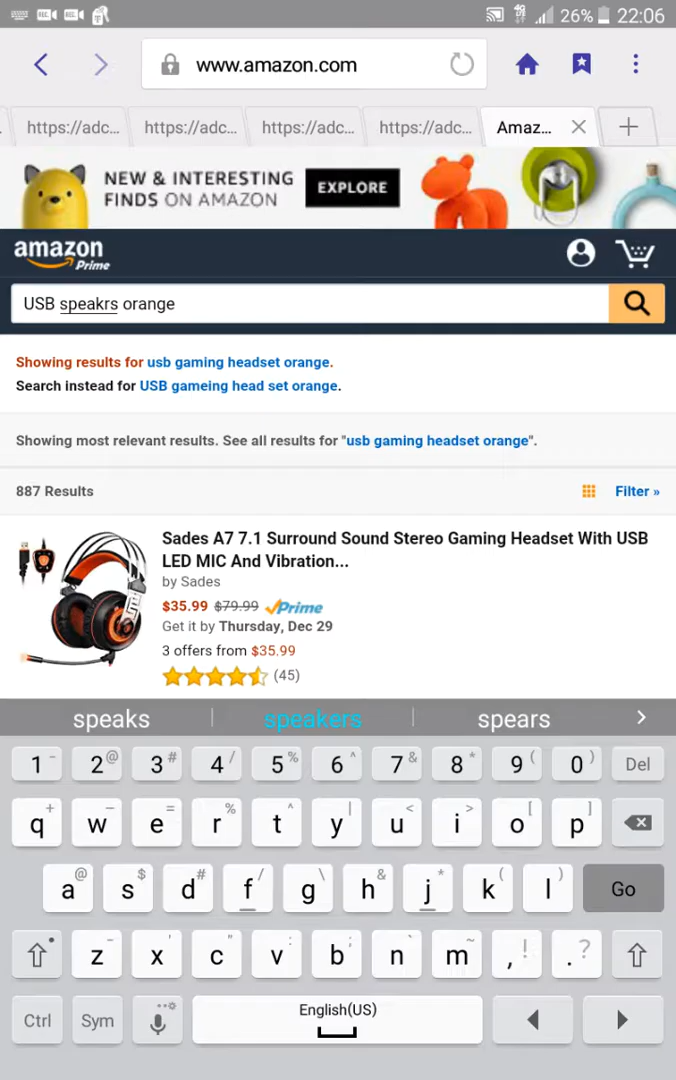 26% 22:06
www.amazon.com
https://adc... https://adc... https://adc... https://adc... Amaz...
NEW & INTERESTING
FINDS ON AMAZON
EXPLORE
amazon
Prime
USB speakrs orange
Showing results for usb gaming headset orange.
Search instead for USB gameing head set orange.
Showing most relevant results. See all results for "usb gaming headset orange".
887 Results Filter »
Sades A7 7.1 Surround Sound Stereo Gaming Headset With USB
LED MIC And Vibration...
by Sades
$35.99 $79.99 Prime
Get it by Thursday, Dec 29
3 offers from $35.99
(45)
speaks speakers spears >
1 - 2 @ 3 # 4 / 5 % 6 ^ 7 & 8 * 9 ( 0 ) Del
q + w – e = r % t ^ y | u < i > o [ p ]
a @ s $ d # f / g \ h & j * k ( l ) Go
z - x ' c " v : b ; n ` m ~ , ! . ?
Ctrl Sym English(US)